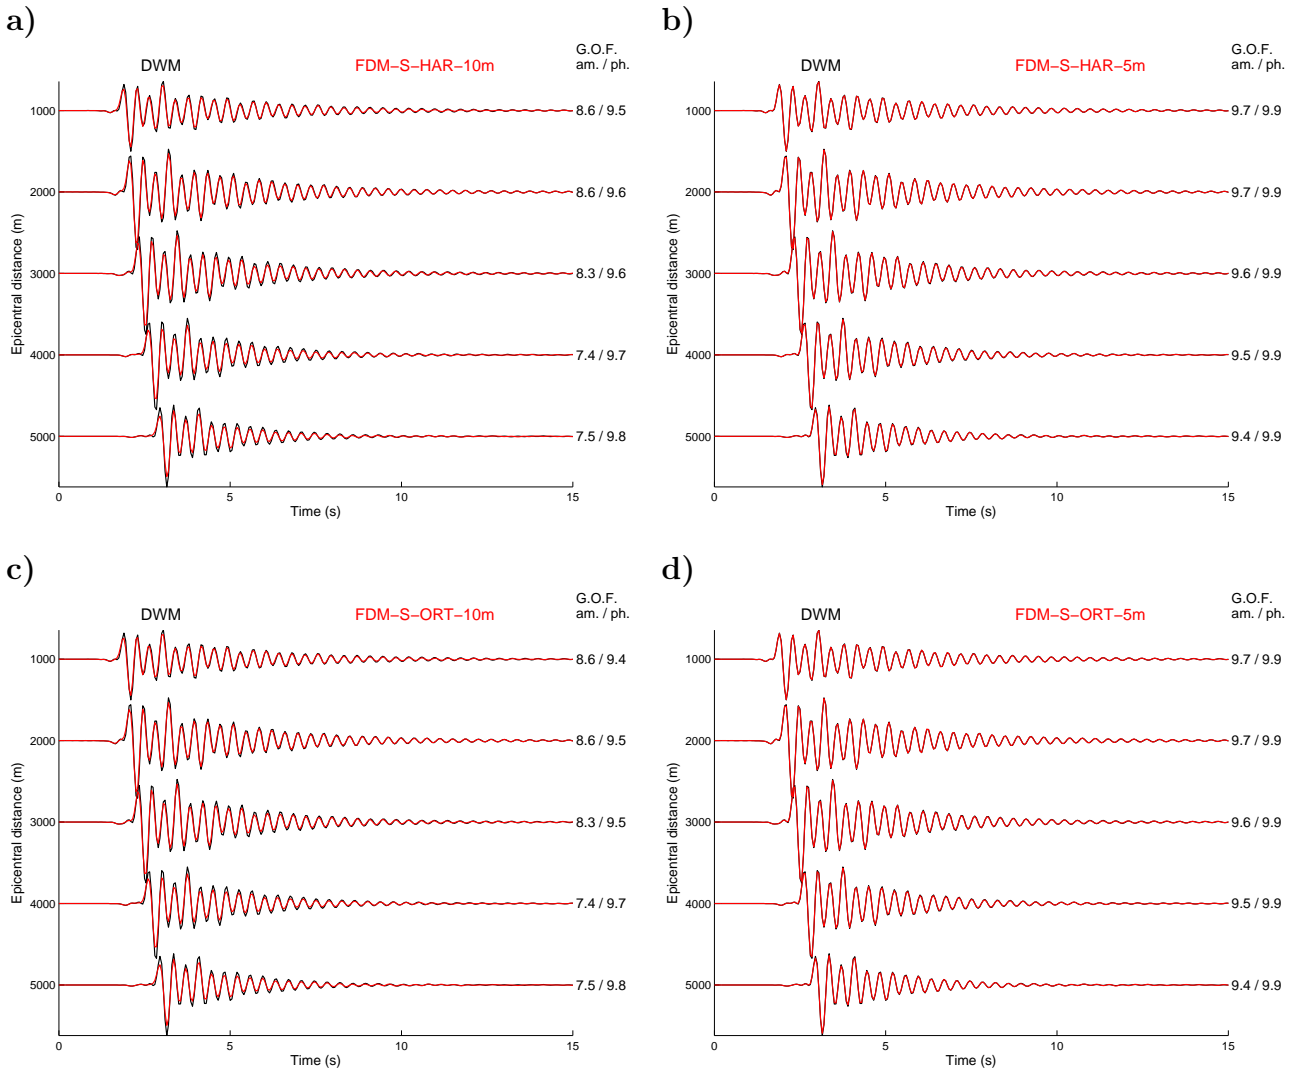 a)
G.O.F.
DWM FDM-S-HAR-10m am. / ph.
1000 8.6 / 9.5
2000 8.6 / 9.6
3000 8.3 / 9.6
4000 7.4 / 9.7
5000 7.5 / 9.8
Epicentral distance (m)
0 5 10 15
Time (s)
b)
G.O.F.
DWM FDM-S-HAR-5m am. / ph.
1000 9.7 / 9.9
2000 9.7 / 9.9
3000 9.6 / 9.9
4000 9.5 / 9.9
5000 9.4 / 9.9
Epicentral distance (m)
0 5 10 15
Time (s)
c)
G.O.F.
DWM FDM-S-ORT-10m am. / ph.
1000 8.6 / 9.4
2000 8.6 / 9.5
3000 8.3 / 9.5
4000 7.4 / 9.7
5000 7.5 / 9.8
Epicentral distance (m)
0 5 10 15
Time (s)
d)
G.O.F.
DWM FDM-S-ORT-5m am. / ph.
1000 9.7 / 9.9
2000 9.7 / 9.9
3000 9.6 / 9.9
4000 9.5 / 9.9
5000 9.4 / 9.9
Epicentral distance (m)
0 5 10 15
Time (s)